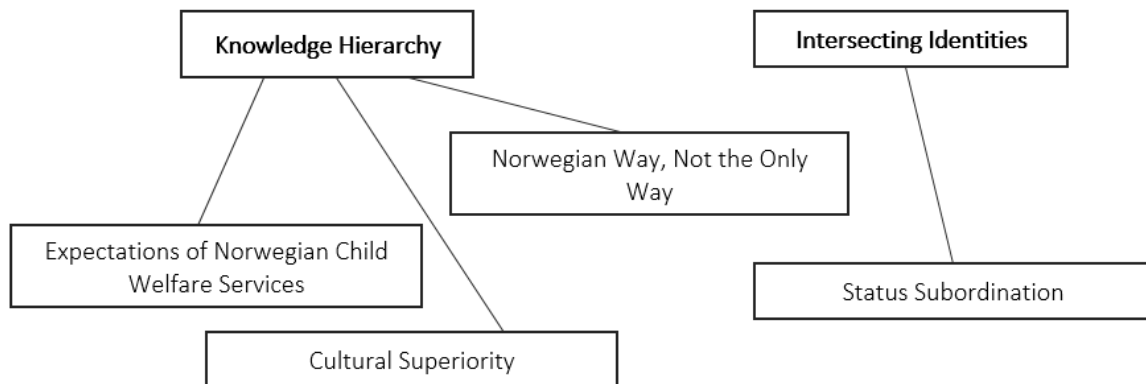 Knowledge Hierarchy
Intersecting Identities
Norwegian Way, Not the Only
Way
Expectations of Norwegian Child
Welfare Services
Status Subordination
Cultural Superiority